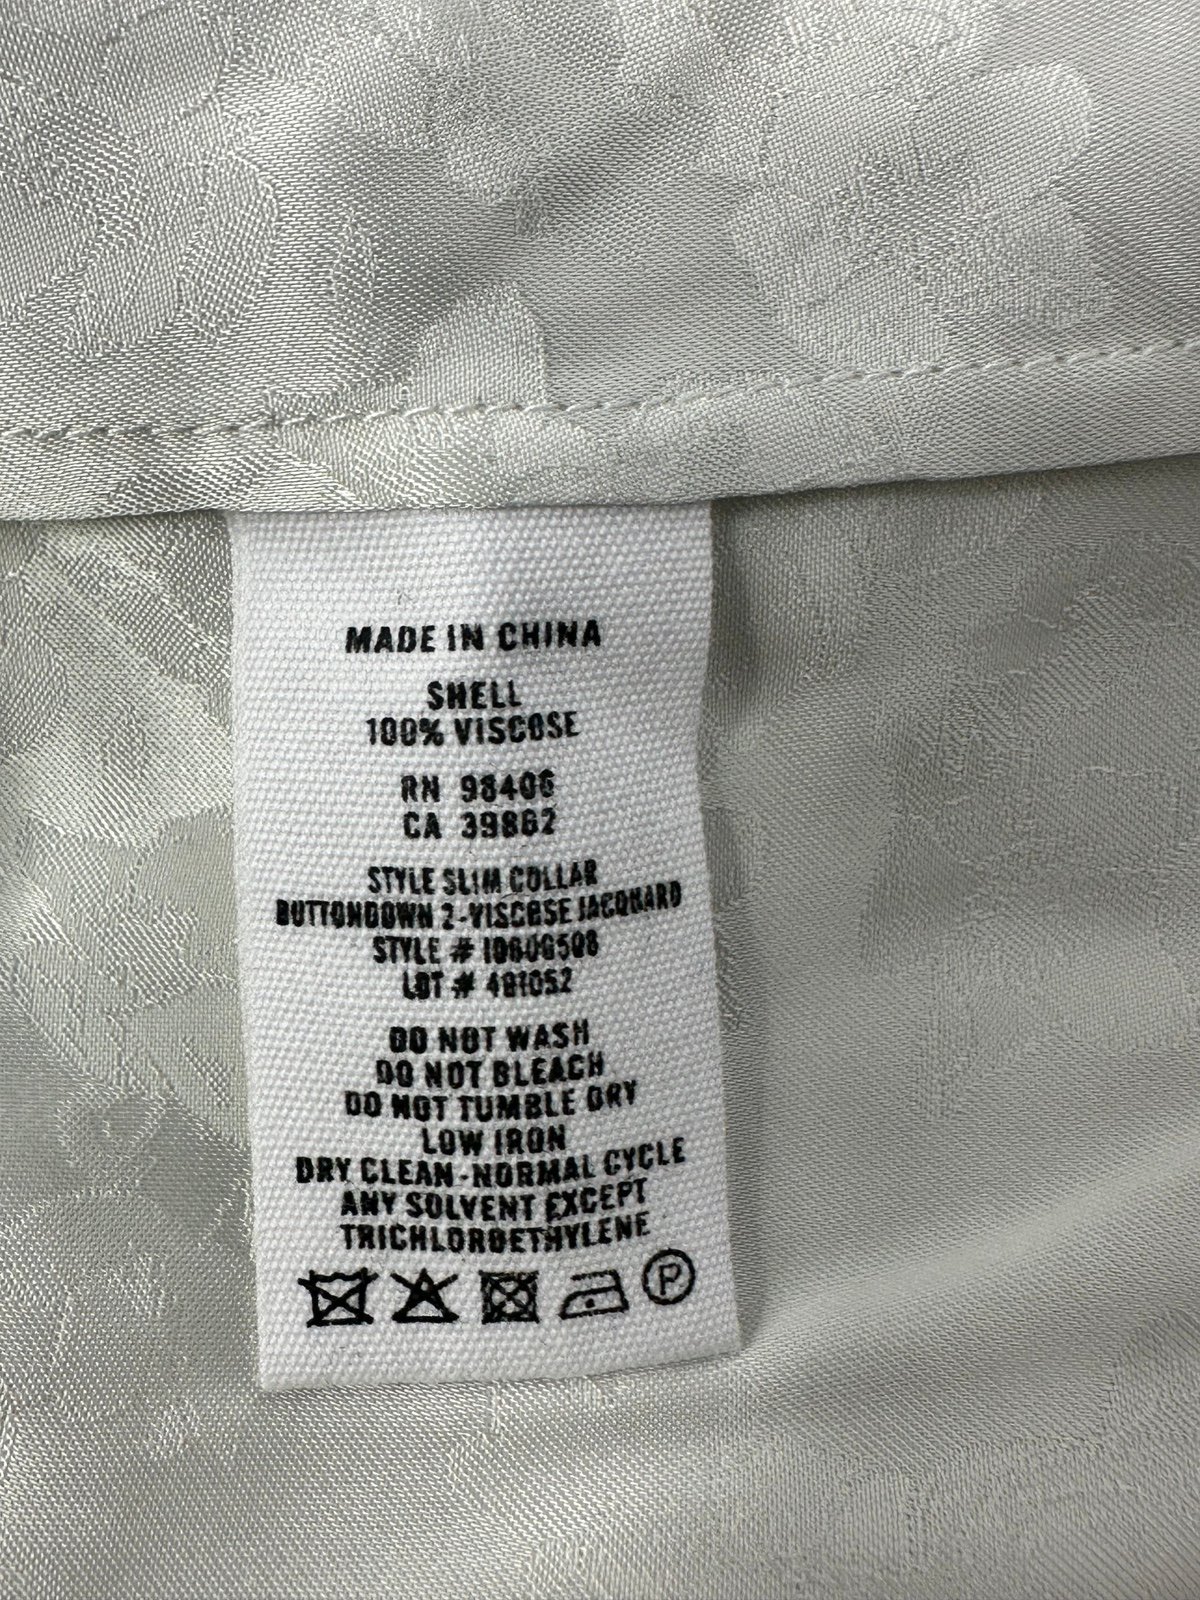 MADE IN CHINA
SHELL
100% VISCOSE
RN 98406
CA 39862
STYLE SLIM COLLAR
BUTTONDOWN 2-VISCOSE JACQUARD
STYLE #
LOT #
DO NOT WASH
DO NOT BLEACH
DO NOT TUMBLE DRY
LOW IRON
DRY CLEAN-NORMAL CYCLE
ANY SOLVENT EXCEPT
TRICHLOROETHYLENE
P